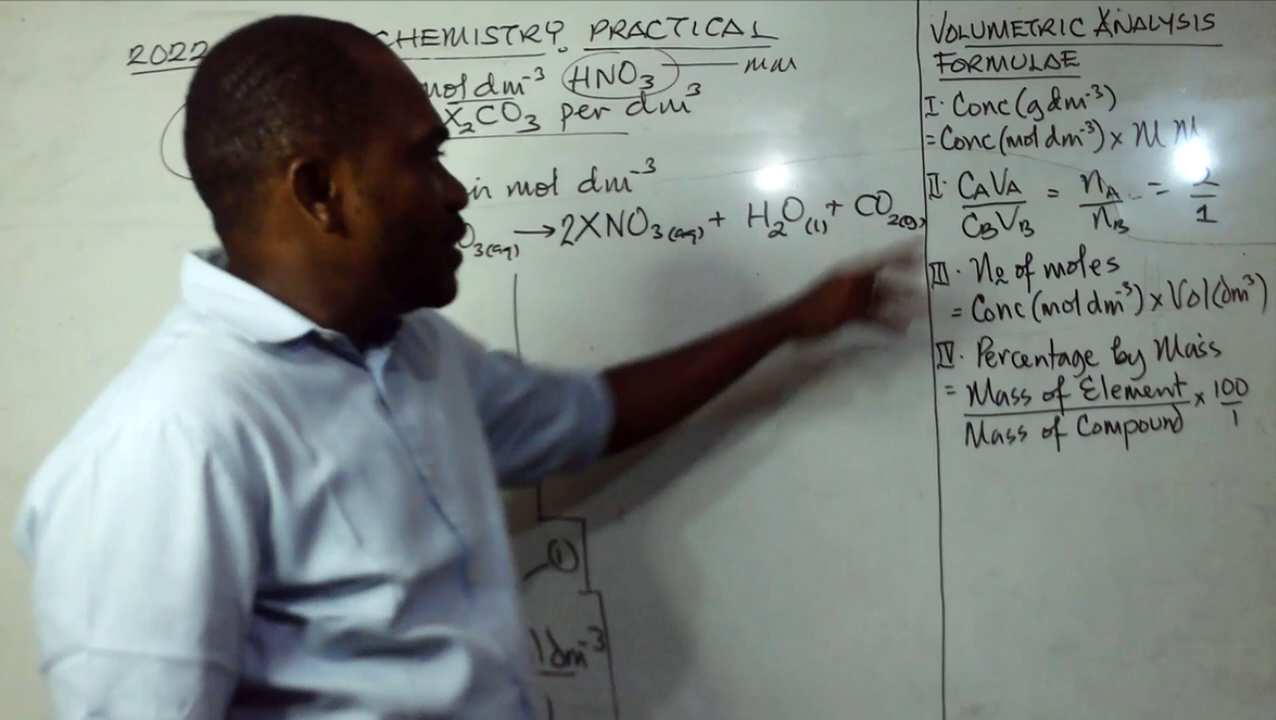 2022 CHEMISTRY PRACTICAL
mol dm⁻³ HNO₃ — mm
X₂CO₃ per dm³
in mol dm⁻³
O₃(aq) → 2XNO₃(aq) + H₂O(l) + CO₂(g)
①
1 dm⁻³
VOLUMETRIC ANALYSIS
FORMULAE
I. Conc (g dm⁻³)
= Conc (mol dm⁻³) × M M
II. CAVA / CBVB = nA / nB = / 1
III. No of moles
= Conc (mol dm⁻³) × Vol (dm³)
IV. Percentage by Mass
= Mass of Element × 100
Mass of Compound 1